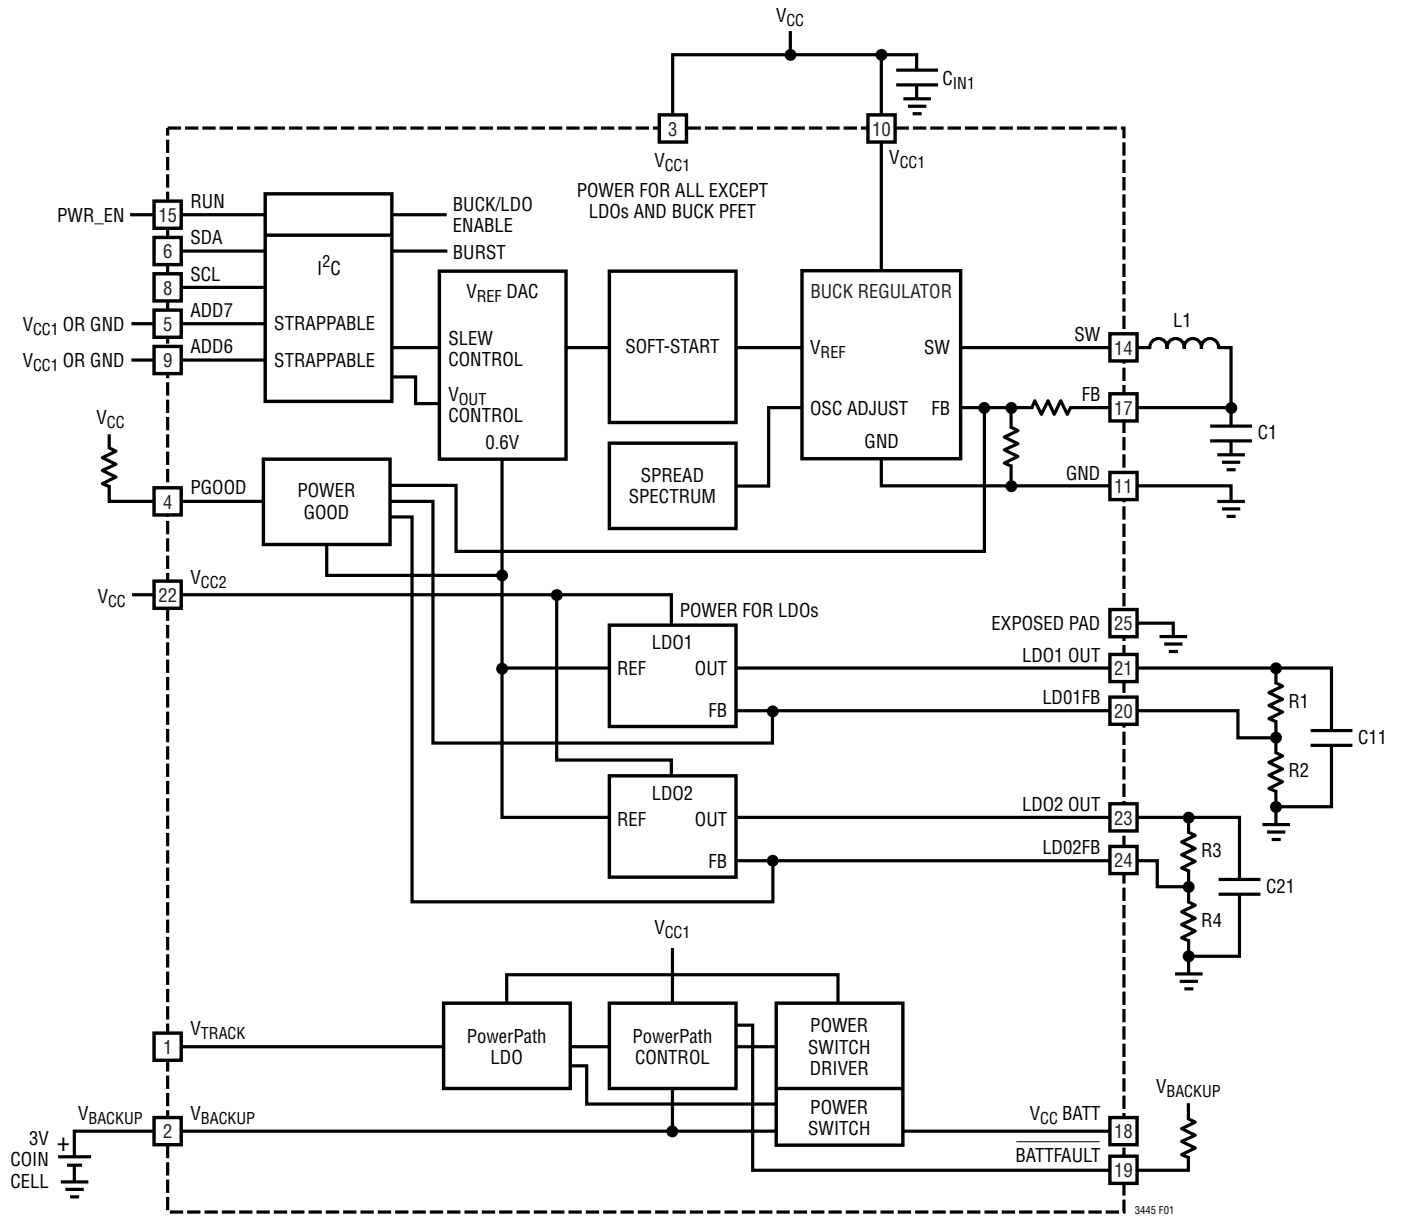 VCC
CIN1
3
10
VCC1
VCC1
POWER FOR ALL EXCEPT
LDOs AND BUCK PFET
PWR_EN
15
RUN
BUCK/LDO
ENABLE
6
SDA
BURST
I2C
8
SCL
VCC1 OR GND
5
ADD7
STRAPPABLE
VCC1 OR GND
9
ADD6
STRAPPABLE
VREF DAC
SLEW
CONTROL
VOUT
CONTROL
0.6V
SOFT-START
SPREAD
SPECTRUM
BUCK REGULATOR
VREF
SW
OSC ADJUST
FB
GND
SW
14
L1
FB
17
C1
GND
11
VCC
4
PGOOD
POWER
GOOD
VCC
22
VCC2
POWER FOR LDOs
LDO1
REF
OUT
FB
EXPOSED PAD
25
LDO1 OUT
21
LDO1FB
20
R1
R2
C11
LDO2
REF
OUT
FB
LDO2 OUT
23
LDO2FB
24
R3
R4
C21
VCC1
1
VTRACK
PowerPath
LDO
PowerPath
CONTROL
POWER
SWITCH
DRIVER
POWER
SWITCH
VBACKUP
2
VBACKUP
3V
COIN
CELL
+
VCC BATT
18
BATTFAULT
19
VBACKUP
3445 F01